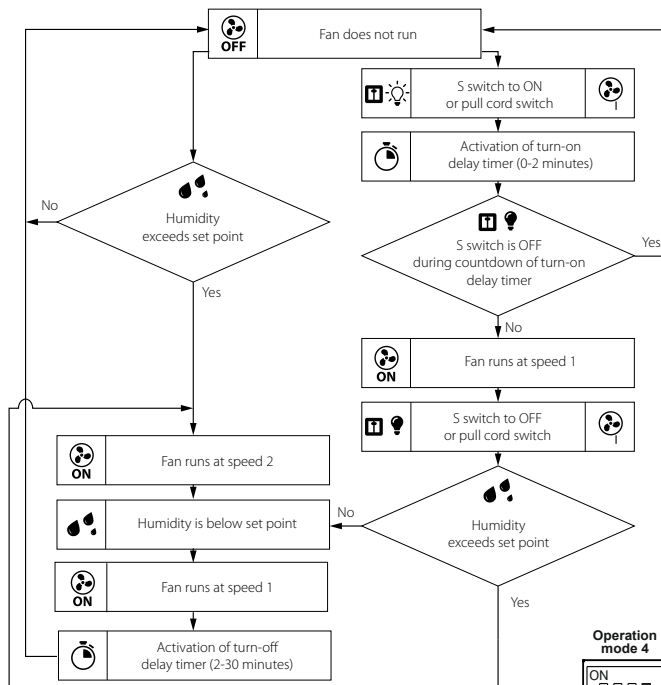 OFF
Fan does not run
S switch to ON
or pull cord switch
Activation of turn-on
delay timer (0-2 minutes)
No
Humidity
exceeds set point
S switch is OFF
during countdown of turn-on
delay timer
Yes
Yes
No
ON
Fan runs at speed 1
S switch to OFF
or pull cord switch
ON
Fan runs at speed 2
Humidity is below set point
No
Humidity
exceeds set point
ON
Fan runs at speed 1
Yes
Activation of turn-off
delay timer (2-30 minutes)
Operation
mode 4
ON